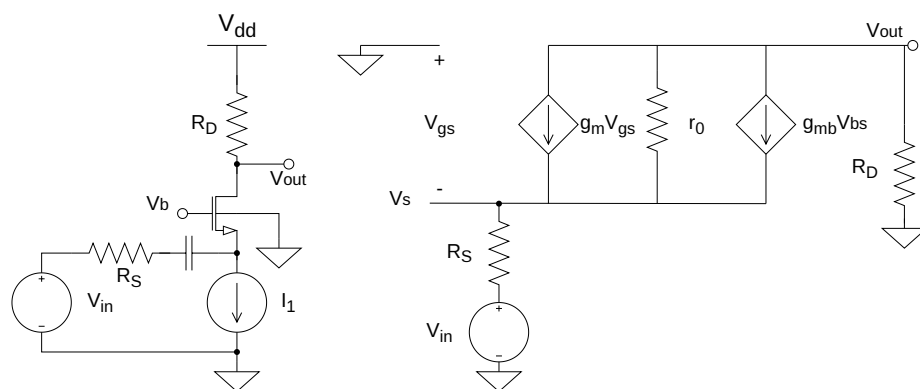 Vdd
RD
Vout
Vb
RS
Vin
+
-
I1
+
Vgs
-
Vs
gmVgs
r0
gmbVbs
Vout
RD
RS
Vin
+
-